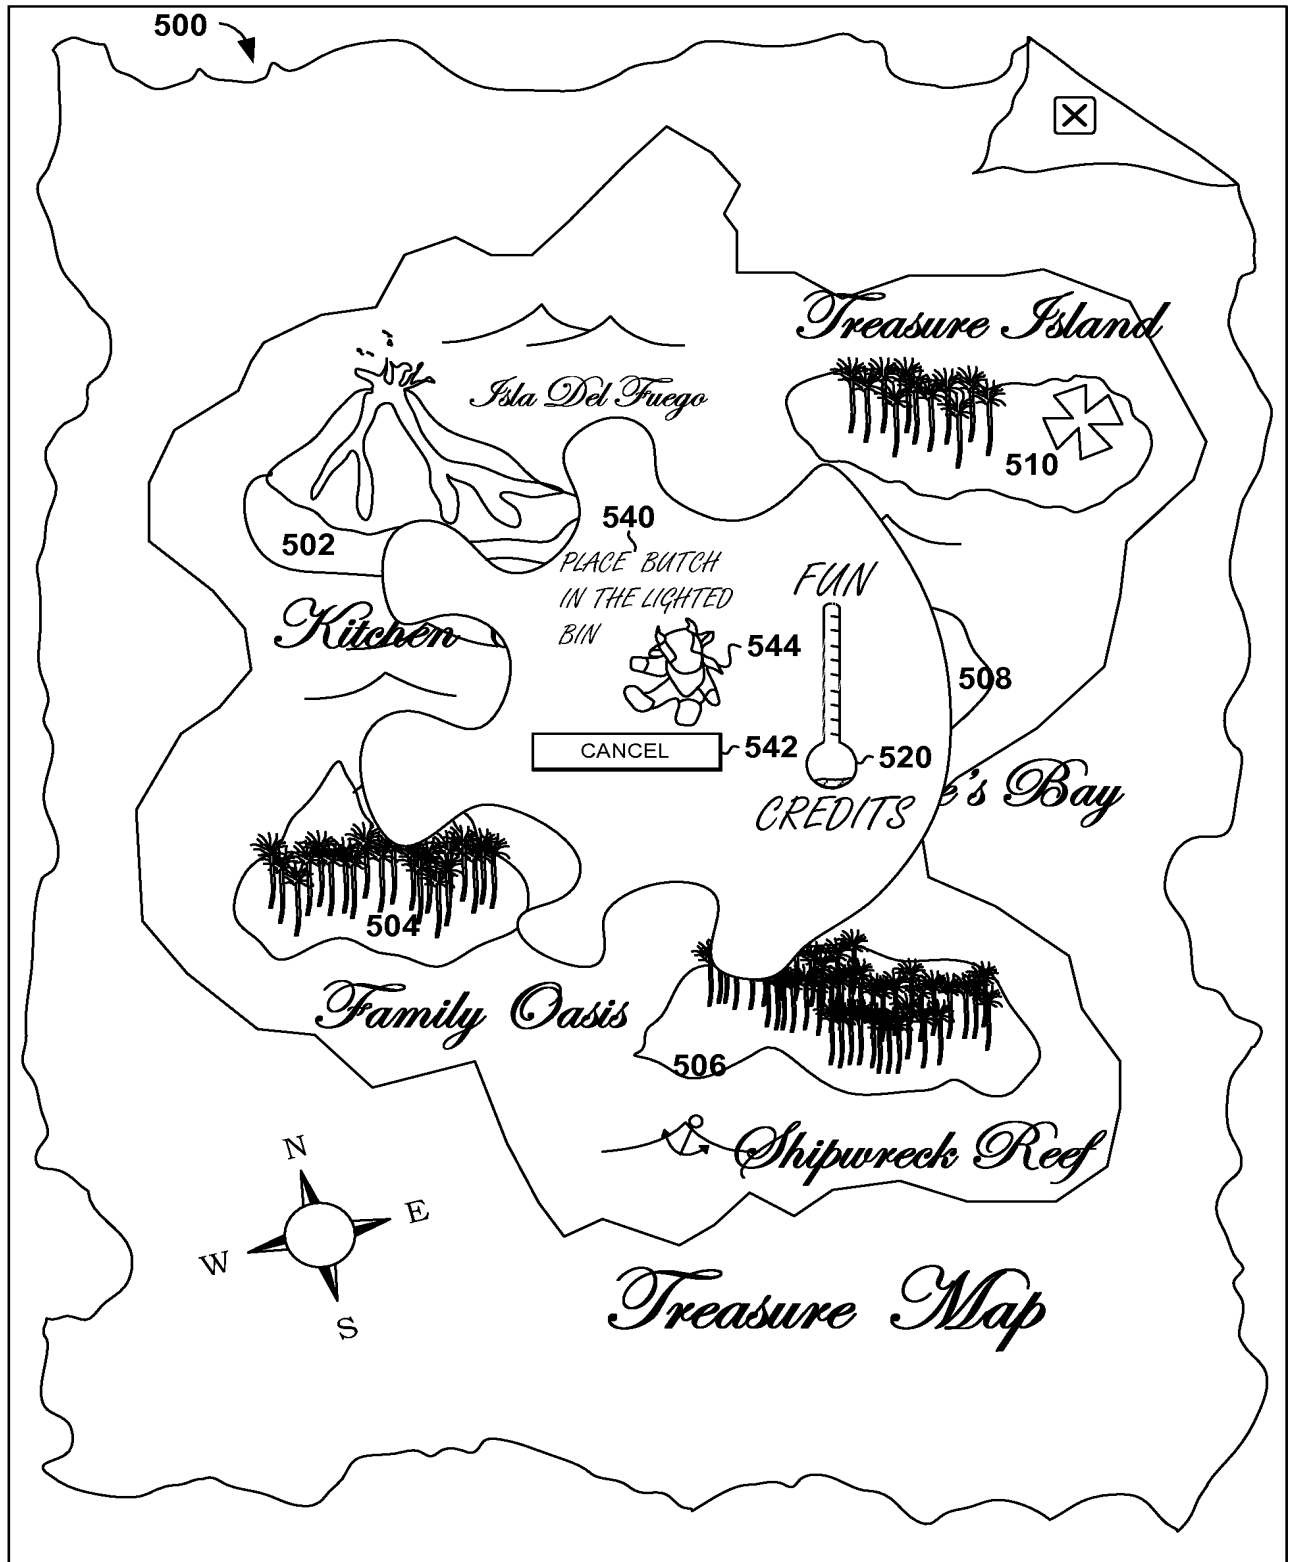 500
Treasure Island
Isla Del Fuego
510
540
502
PLACE BUTCH
IN THE LIGHTED
BIN
FUN
Kitchen
544
508
CANCEL
542
520
CREDITS
e's Bay
504
Family Oasis
506
Shipwreck Reef
N
E
W
S
Treasure Map